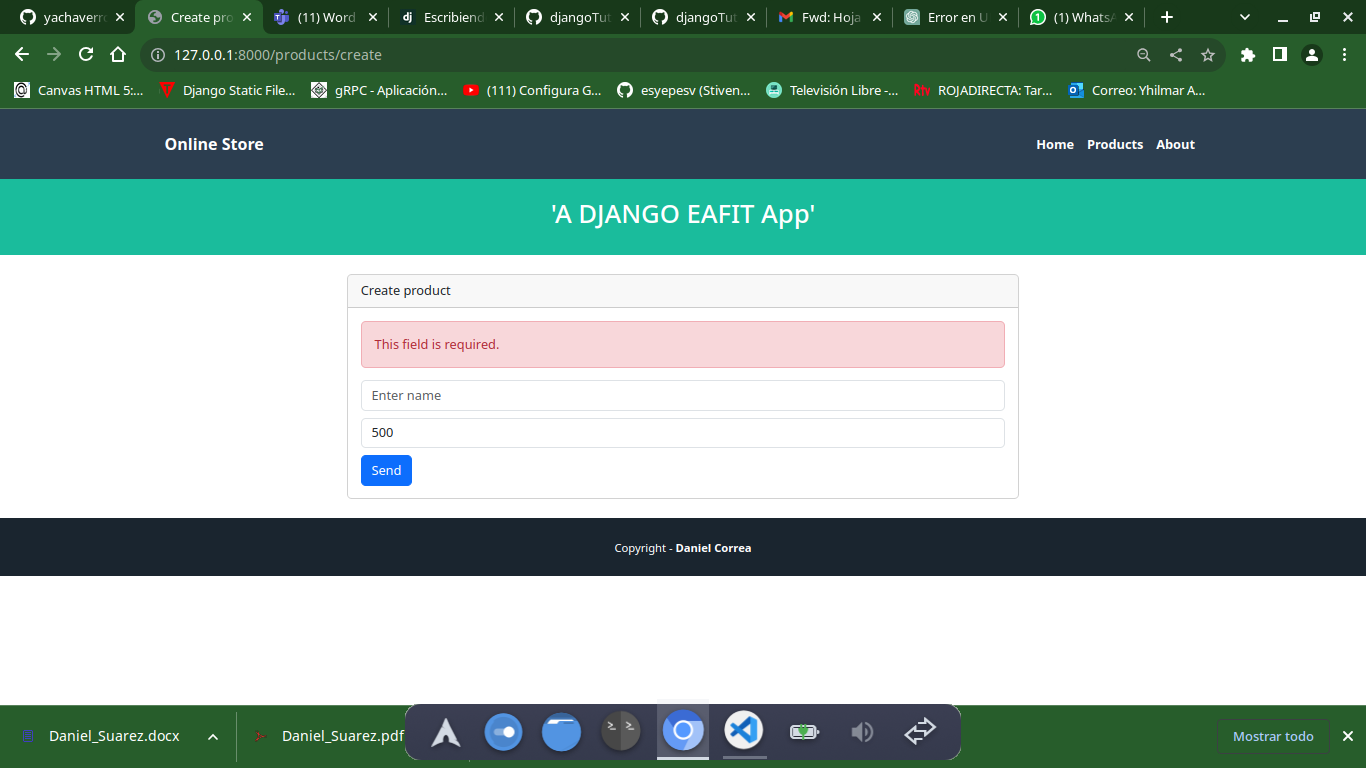 yachaverr
Create pro
(11) Word
Escribiend
djangoTut
djangoTut
Fwd: Hoja
Error en U
(1) WhatsA
127.0.0.1:8000/products/create
Canvas HTML 5:...
Django Static File...
gRPC - Aplicación...
(111) Configura G...
esyepesv (Stiven...
Televisión Libre -...
ROJADIRECTA: Tar...
Correo: Yhilmar A...
Online Store
Home
Products
About
'A DJANGO EAFIT App'
Create product
This field is required.
Enter name
500
Send
Copyright - Daniel Correa
Daniel_Suarez.docx
Daniel_Suarez.pdf
Mostrar todo